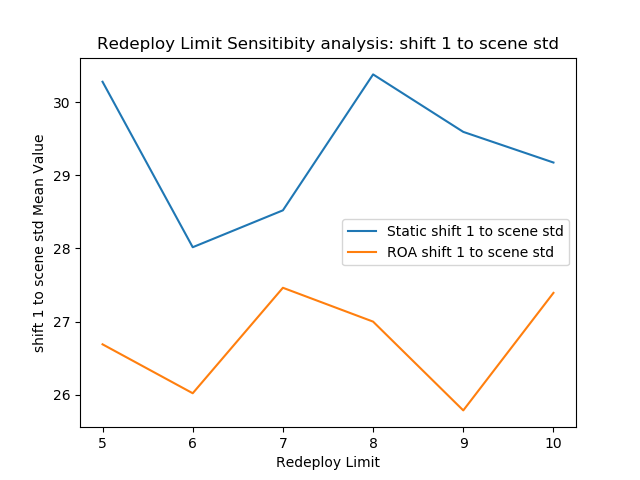 Redeploy Limit Sensitibity analysis: shift 1 to scene std
shift 1 to scene std Mean Value
30
29
28
27
26
Static shift 1 to scene std
ROA shift 1 to scene std
5 6 7 8 9 10
Redeploy Limit